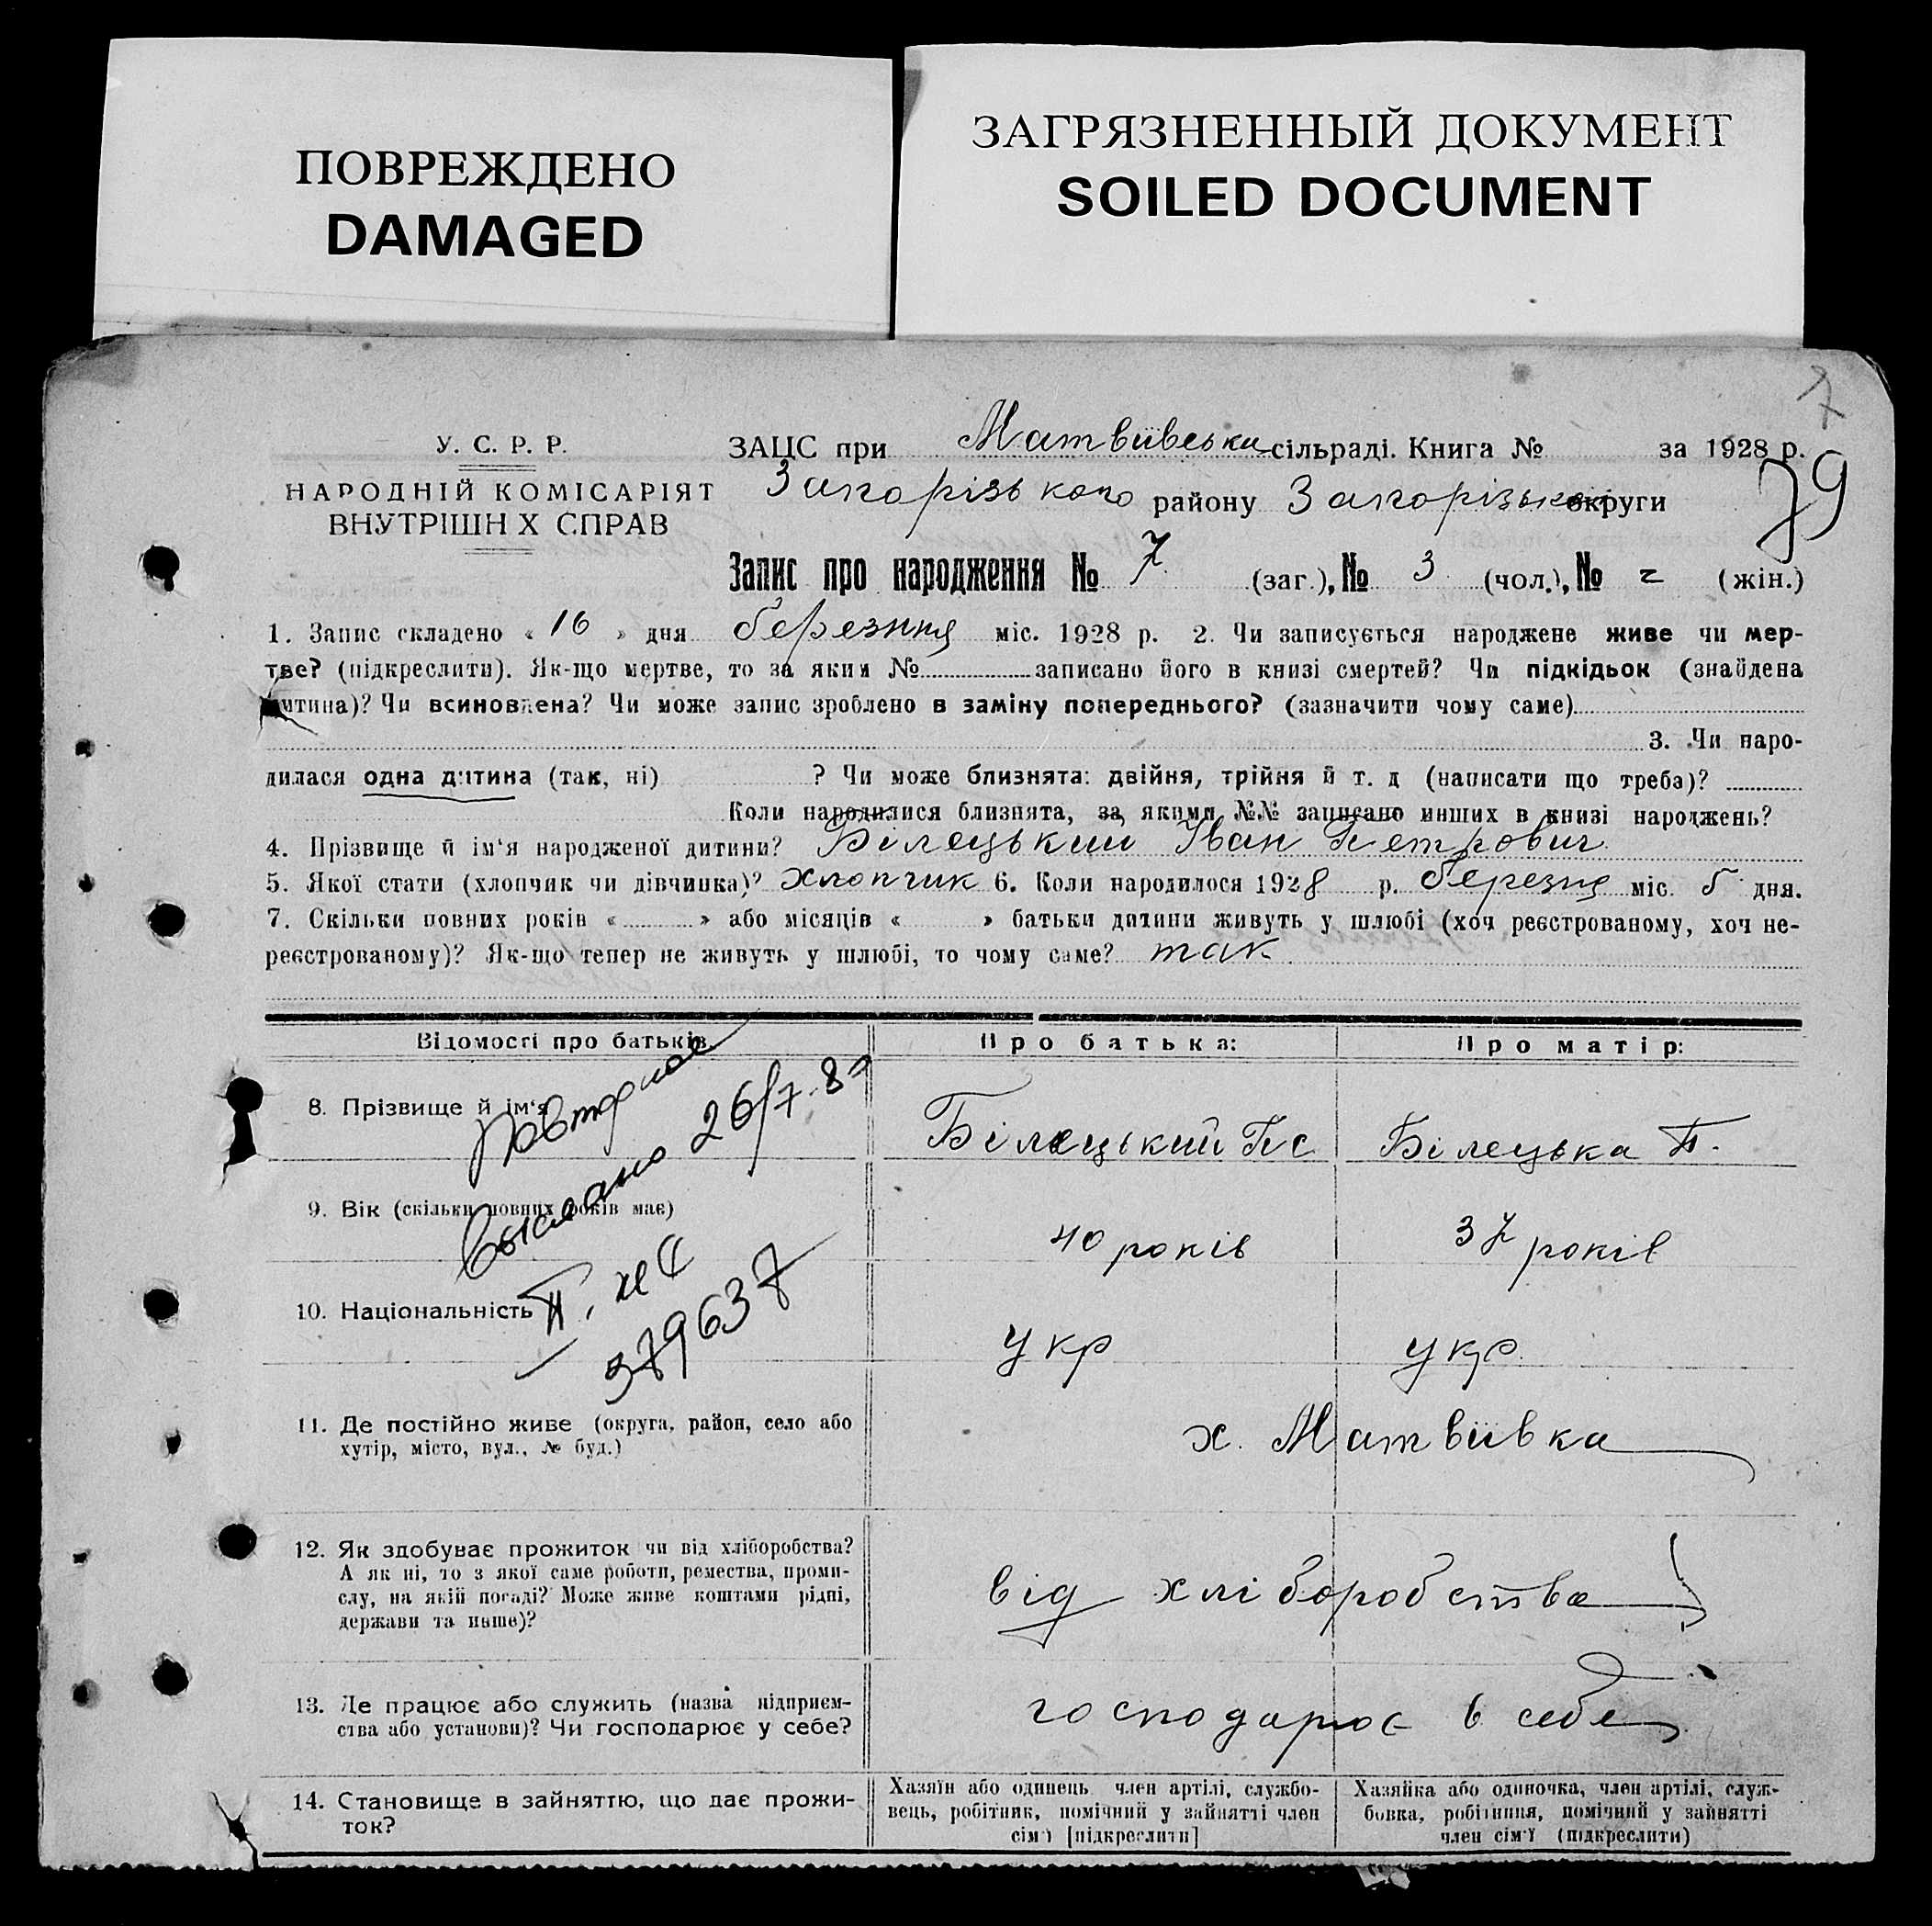 ПОВРЕЖДЕНО
DAMAGED
ЗАГРЯЗНЕННЫЙ ДОКУМЕНТ
SOILED DOCUMENT
7
79
У. С. Р. Р.
НАРОДНІЙ КОМІСАРІЯТ
ВНУТРІШН Х СПРАВ
ЗАЦС при Матвіївська сільраді. Книга № за 1928 р.
Запорізького району Запорізької округи
Запис про народження № 7 (заг.), № 3 (чол.), № (жін.)
1. Запис складено « 16 » дня березня міс. 1928 р. 2. Чи записується народжене живе чи мер-
тве? (підкреслити). Як-що мертве, то за яким № записано його в книзі смертей? Чи підкідьок (знайдена
дитина)? Чи всиновлена? Чи може запис зроблено в заміну попереднього? (зазначити чому саме)
3. Чи наро-
дилася одна дитина (так, ні) ? Чи може близнята: двійня, трійня й т. д (написати що треба)?
Коли народилися близнята, за якими №№ записано инших в книзі народжень?
4. Прізвище й ім'я народженої дитини? Білецький Іван Петрович
5. Якої стати (хлопчик чи дівчинка)? хлопчик 6. Коли народилося 1928 р. березня міс. 5 дня.
7. Скільки повних років « » або місяців « » батьки дитини живуть у шлюбі (хоч реєстрованому, хоч не-
реєстрованому)? Як-що тепер не живуть у шлюбі, то чому саме? так
Відомості про батьків. Про батька: Про матір:
8. Прізвище й ім'я Білецький Білецька П.
Повторное
выслано 26/7-
9. Вік (скільки повних років має) 40 років 37 років
10. Національність укр укр.
379637
11. Де постійно живе (округа, район, село або
хутір, місто, вул., № буд.)
х. Матвіївка
12. Як здобуває прожиток чи від хліборобства?
А як ні, то з якої саме роботи, ремества, проми-
слу, на якій посаді? Може живе коштами рідні,
держави та инше)?
від хліборобства
13. Де працює або служить (назва підприєм-
ства або установи)? Чи господарює у себе?
господарює в себе
14. Становище в зайняттю, що дає прожи-
ток?
Хазяїн або одинець член артілі, службо-
вець, робітник, помічний у зайнятті член
сім'ї [підкреслити]
Хазяйка або одиночка, член артілі, служ-
бовка, робітниця, помічний у зайнятті
член сім'ї (підкреслити)